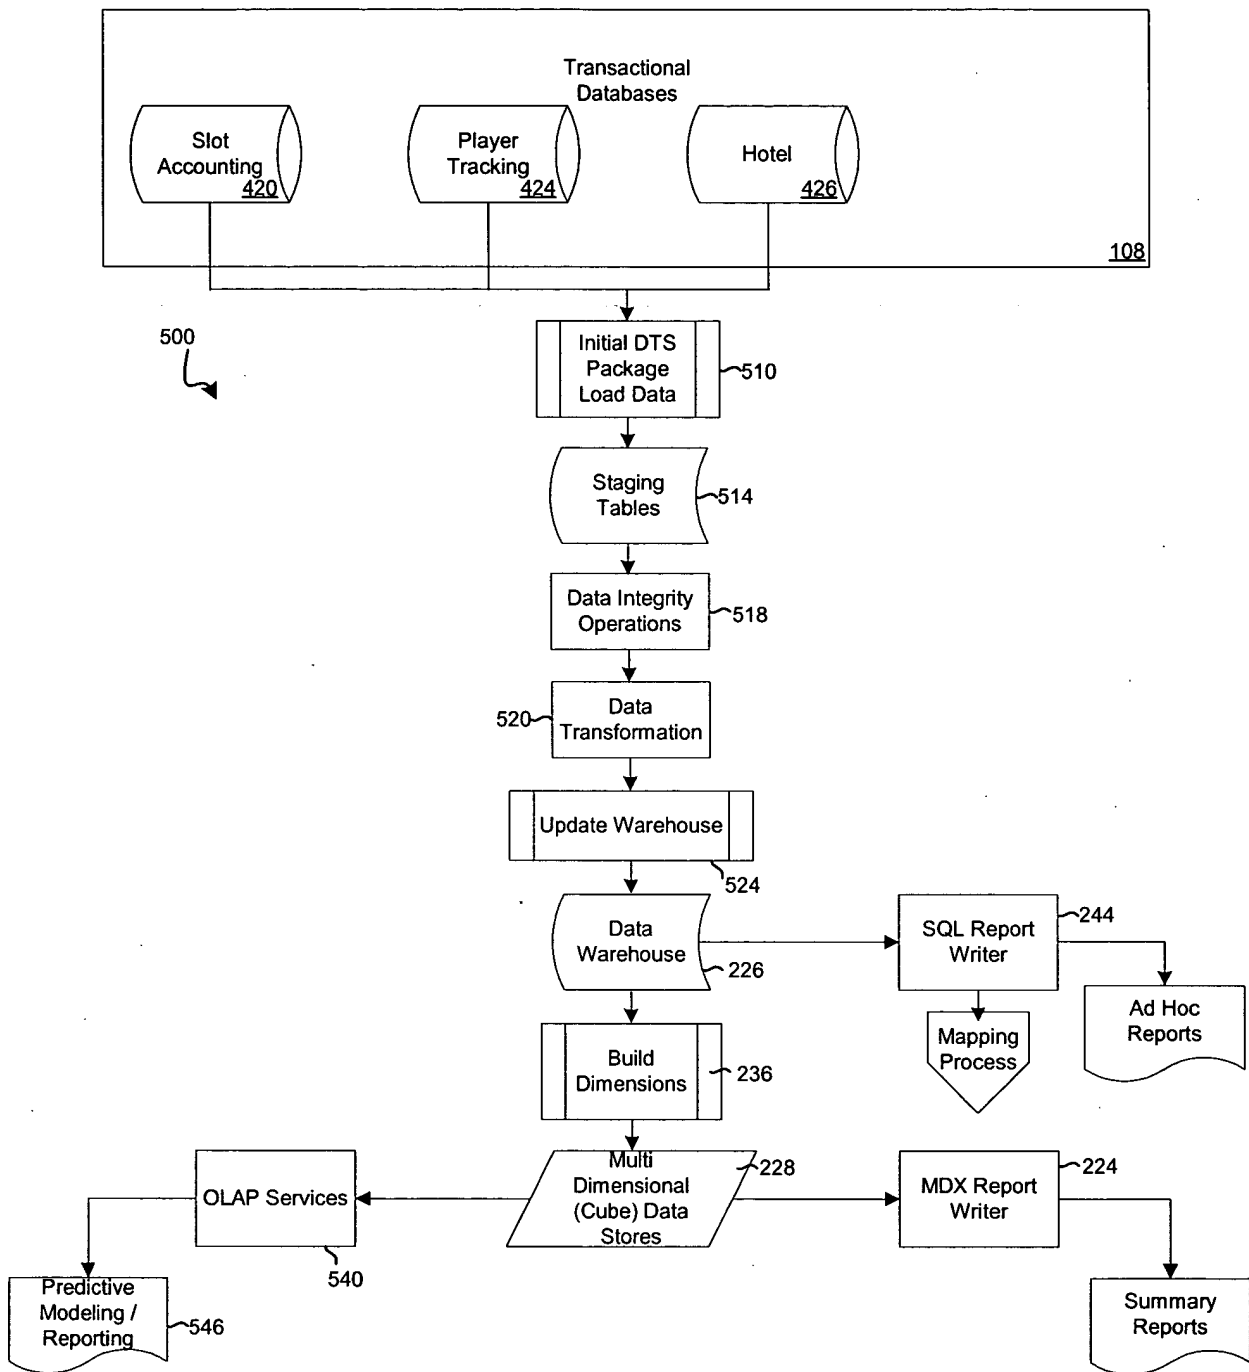 Transactional
Databases
Slot
Accounting
420
Player
Tracking
424
Hotel
426
108
500
Initial DTS
Package
Load Data
510
Staging
Tables
514
Data Integrity
Operations
518
520
Data
Transformation
Update Warehouse
524
Data
Warehouse
226
SQL Report
Writer
244
Mapping
Process
Ad Hoc
Reports
Build
Dimensions
236
OLAP Services
540
Multi
Dimensional
(Cube) Data
Stores
228
MDX Report
Writer
224
Predictive
Modeling /
Reporting
546
Summary
Reports